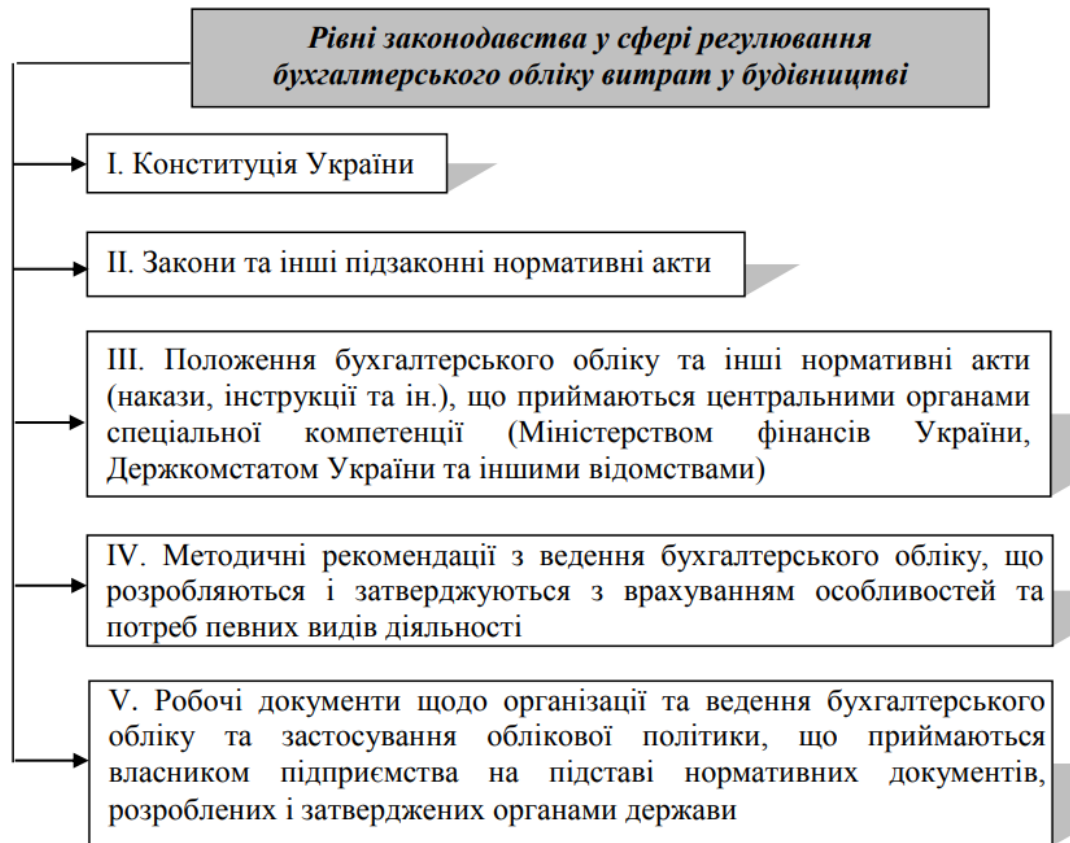 Рівні законодавства у сфері регулювання
бухгалтерського обліку витрат у будівництві
І. Конституція України
ІІ. Закони та інші підзаконні нормативні акти
ІІІ. Положення бухгалтерського обліку та інші нормативні акти
(накази, інструкції та ін.), що приймаються центральними органами
спеціальної компетенції (Міністерством фінансів України,
Держкомстатом України та іншими відомствами)
IV. Методичні рекомендації з ведення бухгалтерського обліку, що
розробляються і затверджуються з врахуванням особливостей та
потреб певних видів діяльності
V. Робочі документи щодо організації та ведення бухгалтерського
обліку та застосування облікової політики, що приймаються
власником підприємства на підставі нормативних документів,
розроблених і затверджених органами держави